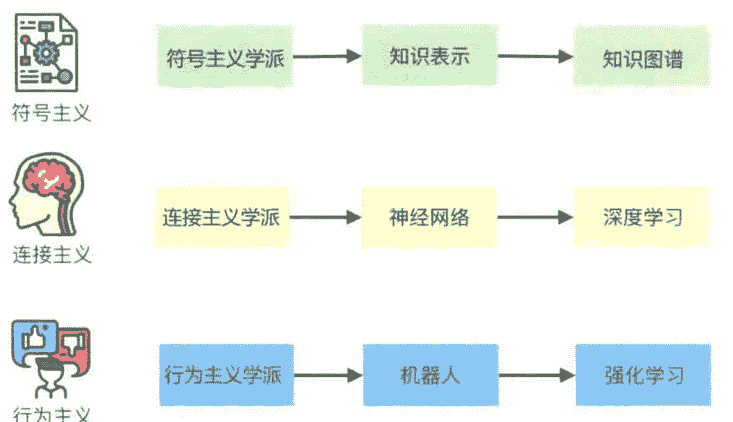 符号主义学派
知识表示
知识图谱
符号主义
连接主义学派
神经网络
深度学习
连接主义
行为主义学派
机器人
强化学习
行为主义